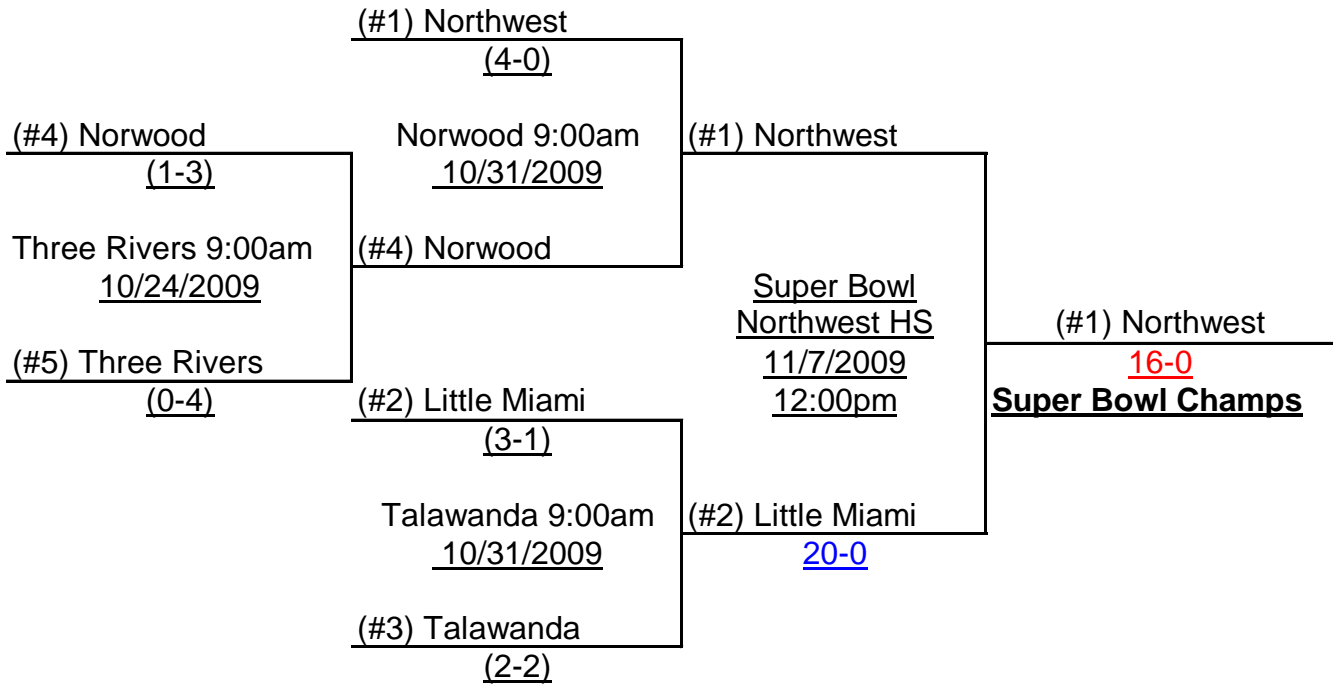 (#1) Northwest
(4-0)
(#4) Norwood
Norwood 9:00am
(#1) Northwest
(1-3)
10/31/2009
Three Rivers 9:00am
(#4) Norwood
10/24/2009
Super Bowl
Northwest HS
(#1) Northwest
(#5) Three Rivers
11/7/2009
16-0
(0-4)
(#2) Little Miami
12:00pm
Super Bowl Champs
(3-1)
Talawanda 9:00am
(#2) Little Miami
10/31/2009
20-0
(#3) Talawanda
(2-2)